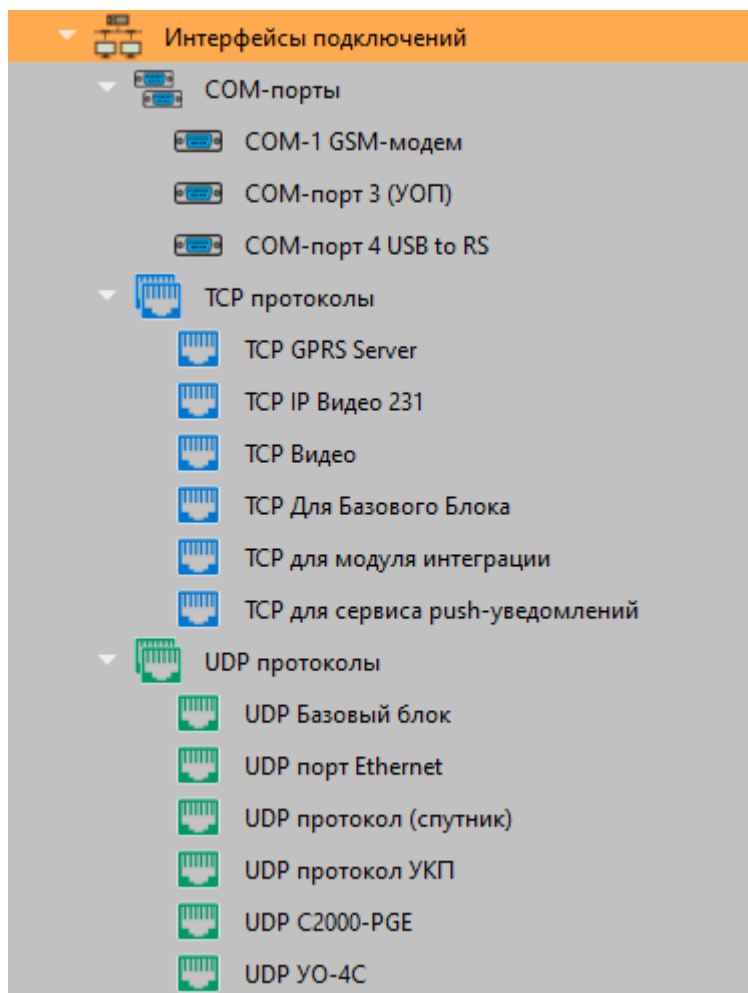 Интерфейсы подключений
COM-порты
COM-1 GSM-модем
COM-порт 3 (УОП)
COM-порт 4 USB to RS
TCP протоколы
TCP GPRS Server
TCP IP Видео 231
TCP Видео
TCP Для Базового Блока
TCP для модуля интеграции
TCP для сервиса push-уведомлений
UDP протоколы
UDP Базовый блок
UDP порт Ethernet
UDP протокол (спутник)
UDP протокол УКП
UDP С2000-PGE
UDP УО-4С